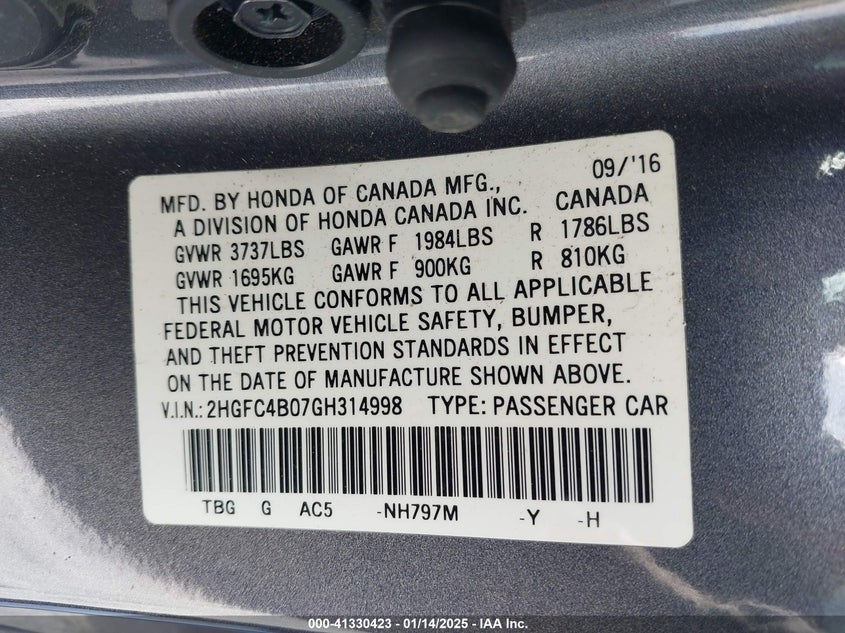 09/'16
MFD. BY HONDA OF CANADA MFG.,
A DIVISION OF HONDA CANADA INC. CANADA
GVWR 3737LBS GAWR F 1984LBS R 1786LBS
GVWR 1695KG GAWR F 900KG R 810KG
THIS VEHICLE CONFORMS TO ALL APPLICABLE
FEDERAL MOTOR VEHICLE SAFETY, BUMPER,
AND THEFT PREVENTION STANDARDS IN EFFECT
ON THE DATE OF MANUFACTURE SHOWN ABOVE.
V.I.N.: 2HGFC4B07GH314998 TYPE: PASSENGER CAR
TBG G AC5 -NH797M -Y -H
000-41330423 - 01/14/2025 - IAA Inc.